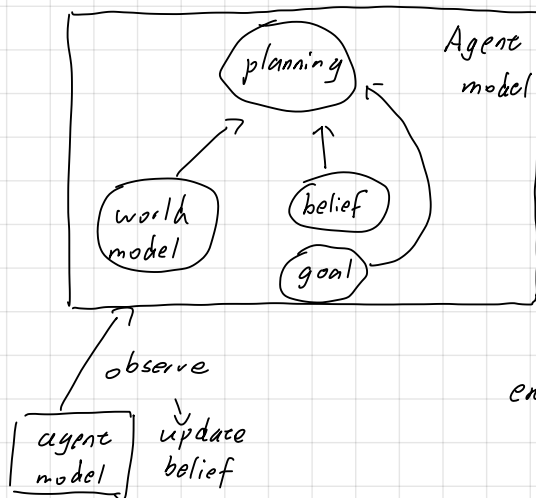 planning
Agent
model
world
model
belief
goal
observe
agent
model
update
belief